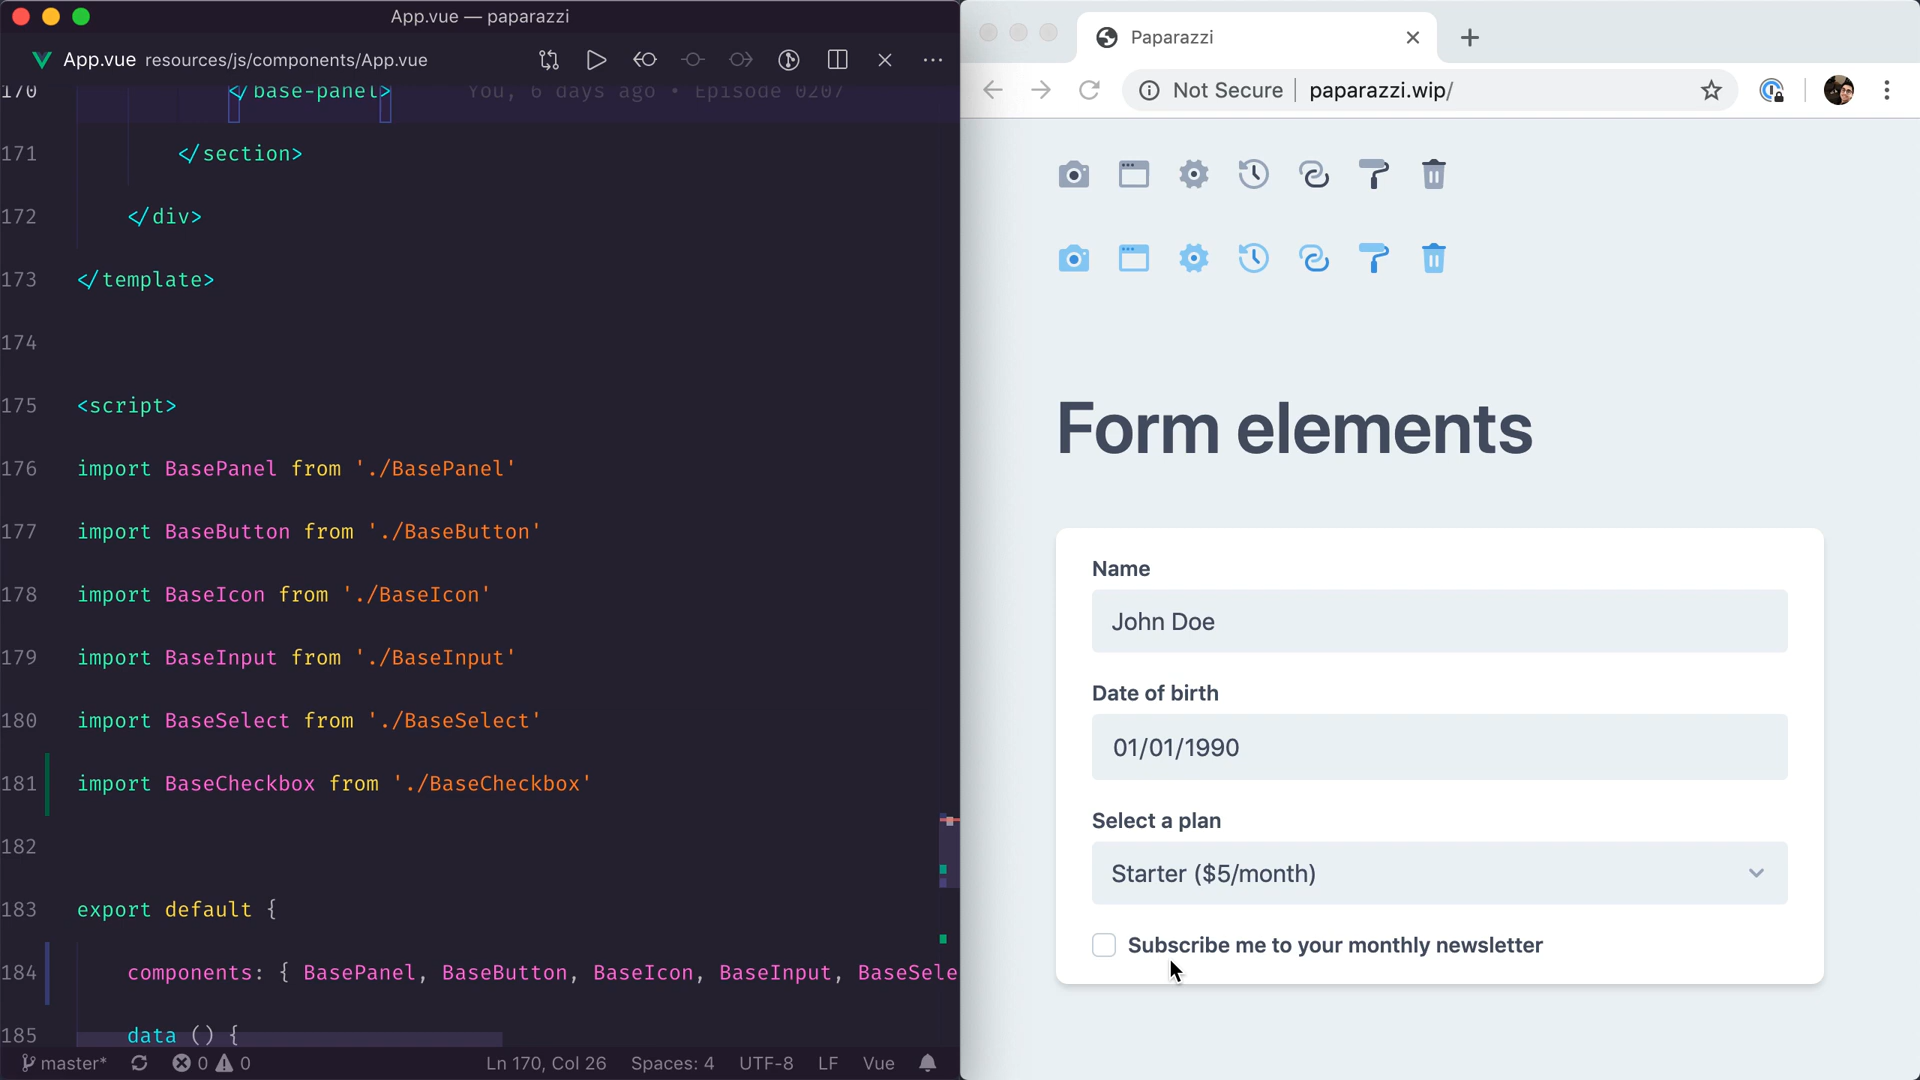 App.vue — paparazzi
App.vue resources/js/components/App.vue
170 </base-panel> You, 6 days ago • Episode 0207
171 </section>
172 </div>
173 </template>
174
175 <script>
176 import BasePanel from './BasePanel'
177 import BaseButton from './BaseButton'
178 import BaseIcon from './BaseIcon'
179 import BaseInput from './BaseInput'
180 import BaseSelect from './BaseSelect'
181 import BaseCheckbox from './BaseCheckbox'
182
183 export default {
184 components: { BasePanel, BaseButton, BaseIcon, BaseInput, BaseSele
185 data () {
master* 0 0 Ln 170, Col 26 Spaces: 4 UTF-8 LF Vue
Paparazzi
Not Secure paparazzi.wip/
Form elements
Name
John Doe
Date of birth
01/01/1990
Select a plan
Starter ($5/month)
Subscribe me to your monthly newsletter